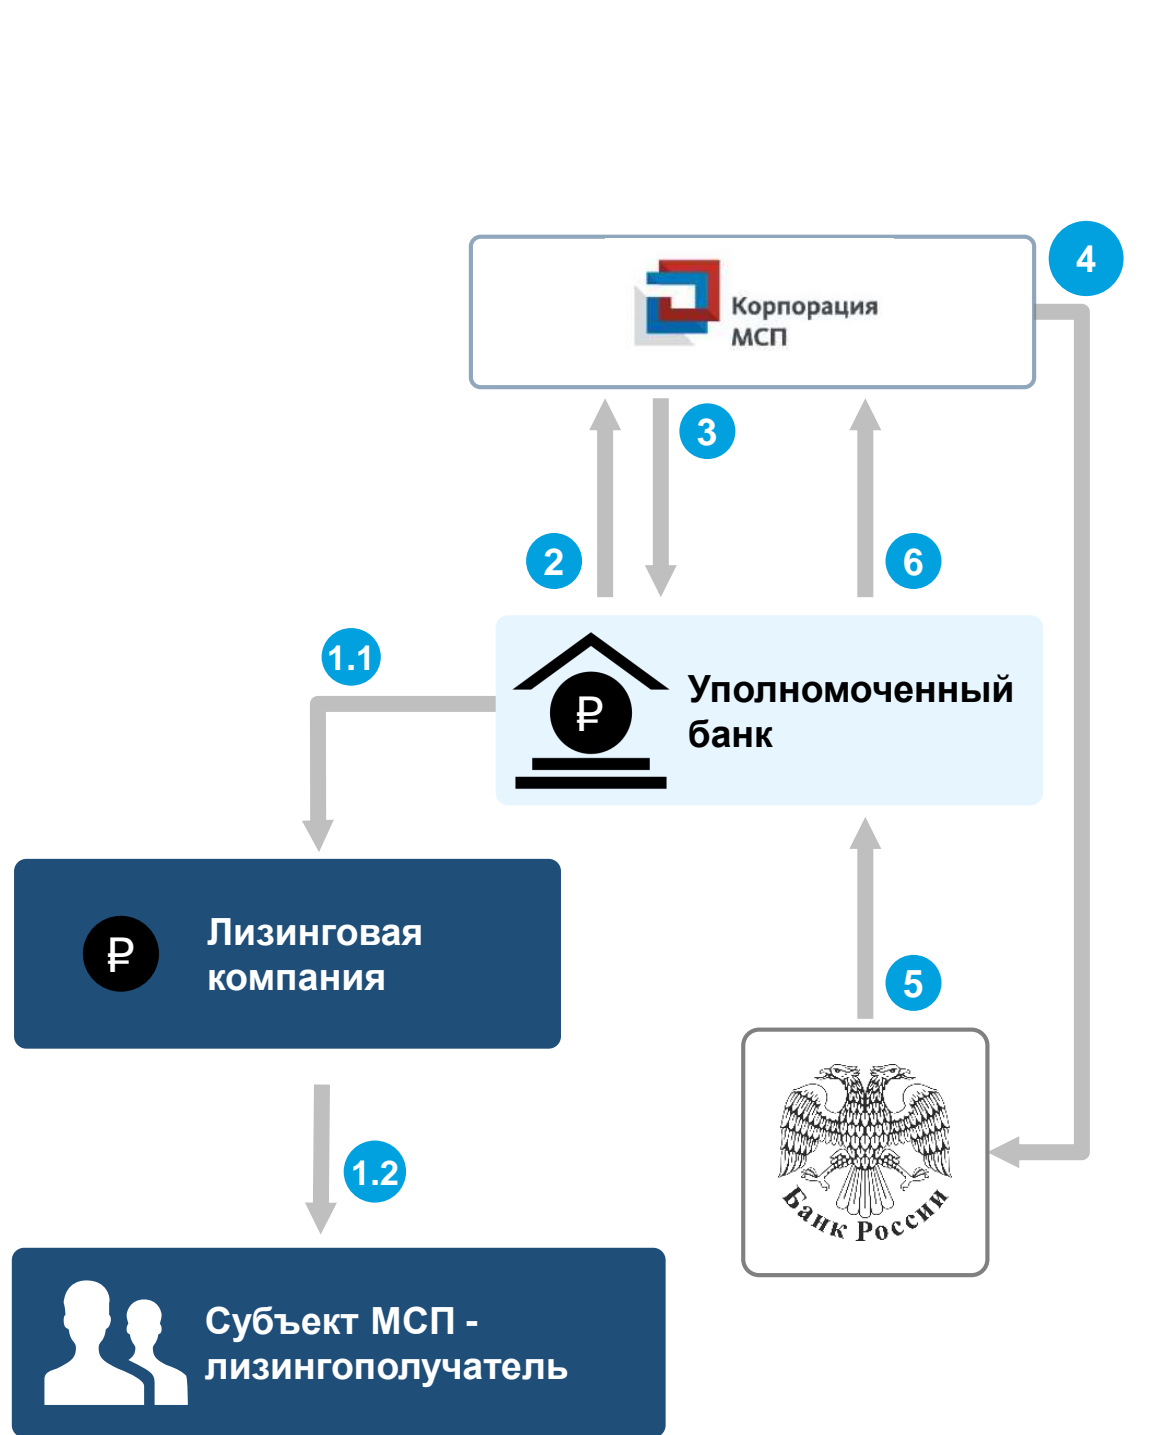 4
Корпорация
МСП
3
2
6
1.1
₽
Уполномоченный
банк
₽
Лизинговая
компания
5
1.2
Банк России
Субъект МСП -
лизингополучатель